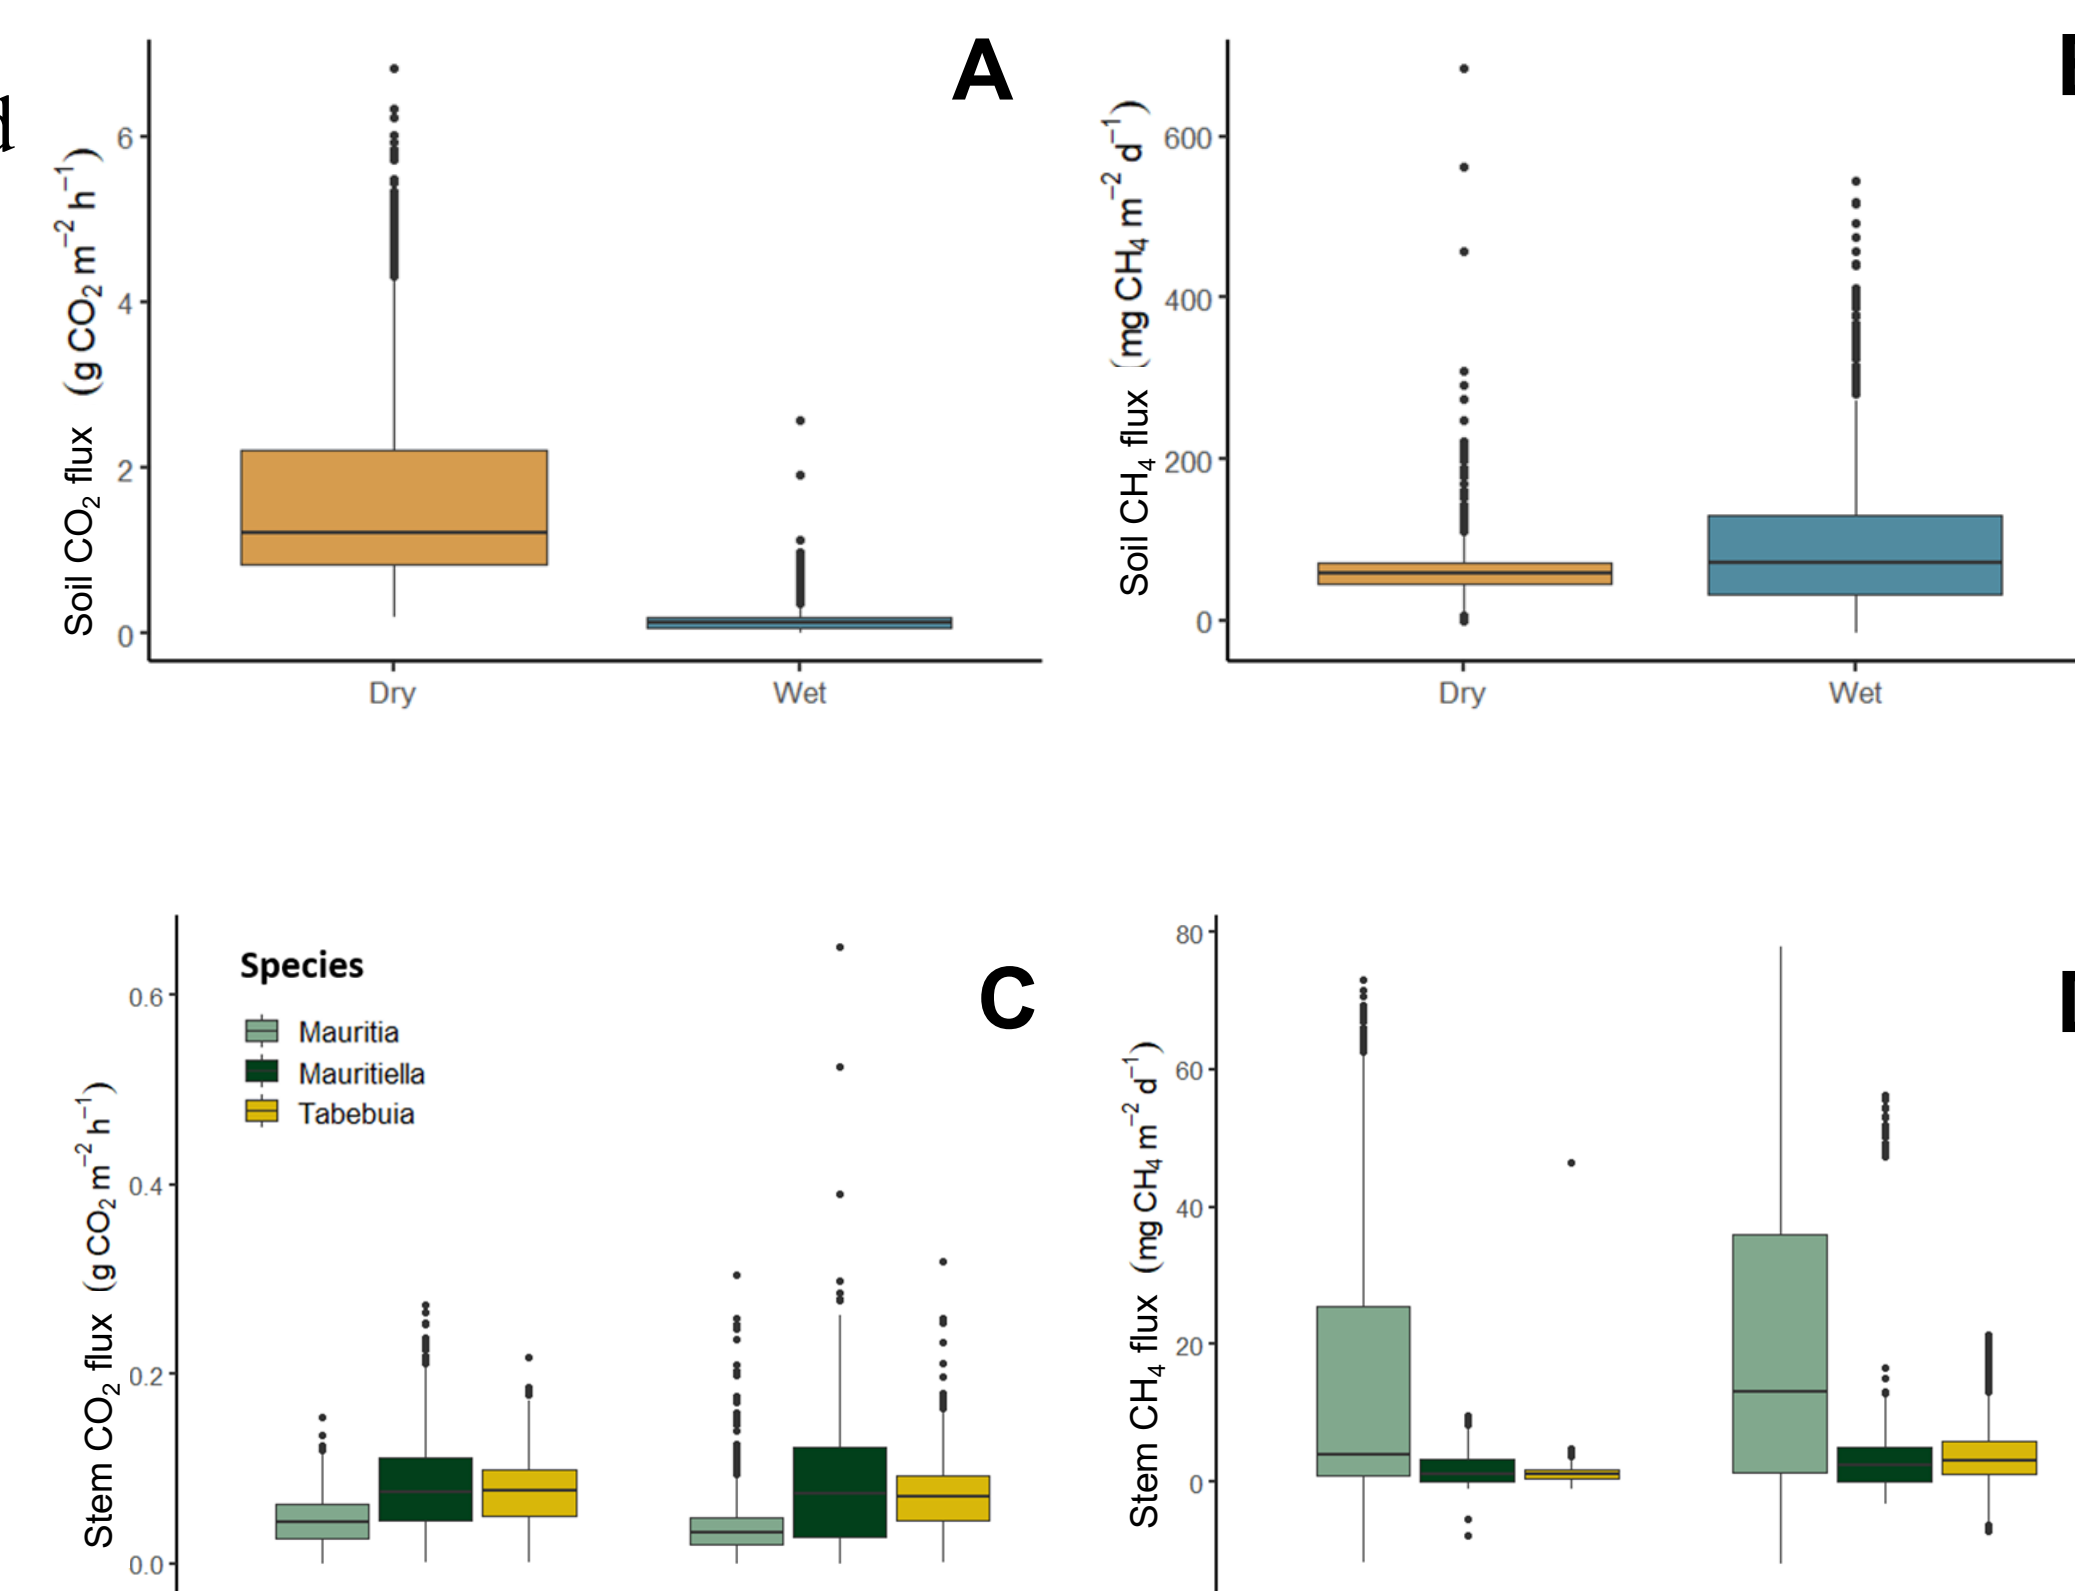 d
A
Soil CO₂ flux (g CO₂ m⁻² h⁻¹)
6
4
2
0
Dry
Wet
Soil CH₄ flux (mg CH₄ m⁻² d⁻¹)
600
400
200
0
Dry
Wet
C
Stem CO₂ flux (g CO₂ m⁻² h⁻¹)
0.6
0.4
0.2
0.0
Species
Mauritia
Mauritiella
Tabebuia
Stem CH₄ flux (mg CH₄ m⁻² d⁻¹)
80
60
40
20
0